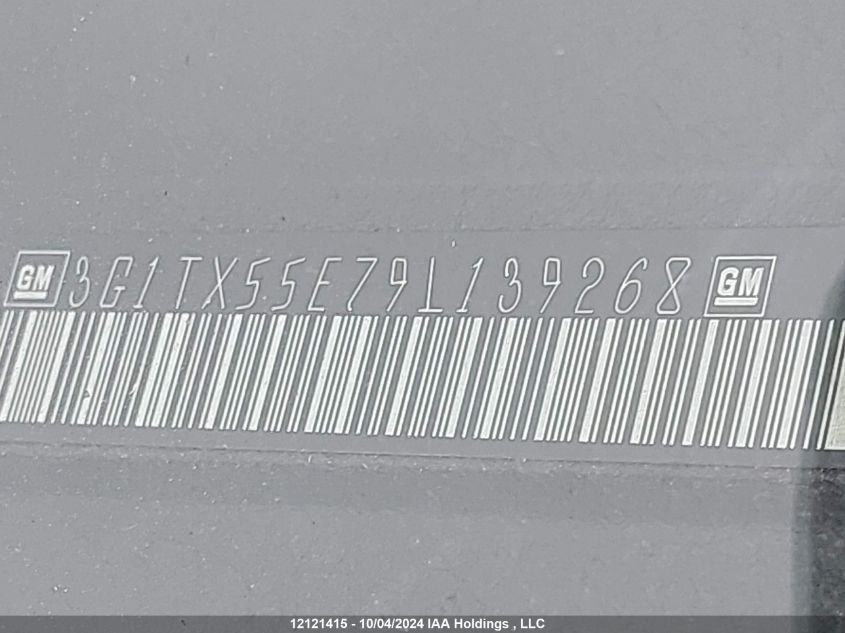 GM 3G1TX55E79L139268 GM
12121415 - 10/04/2024 IAA Holdings , LLC